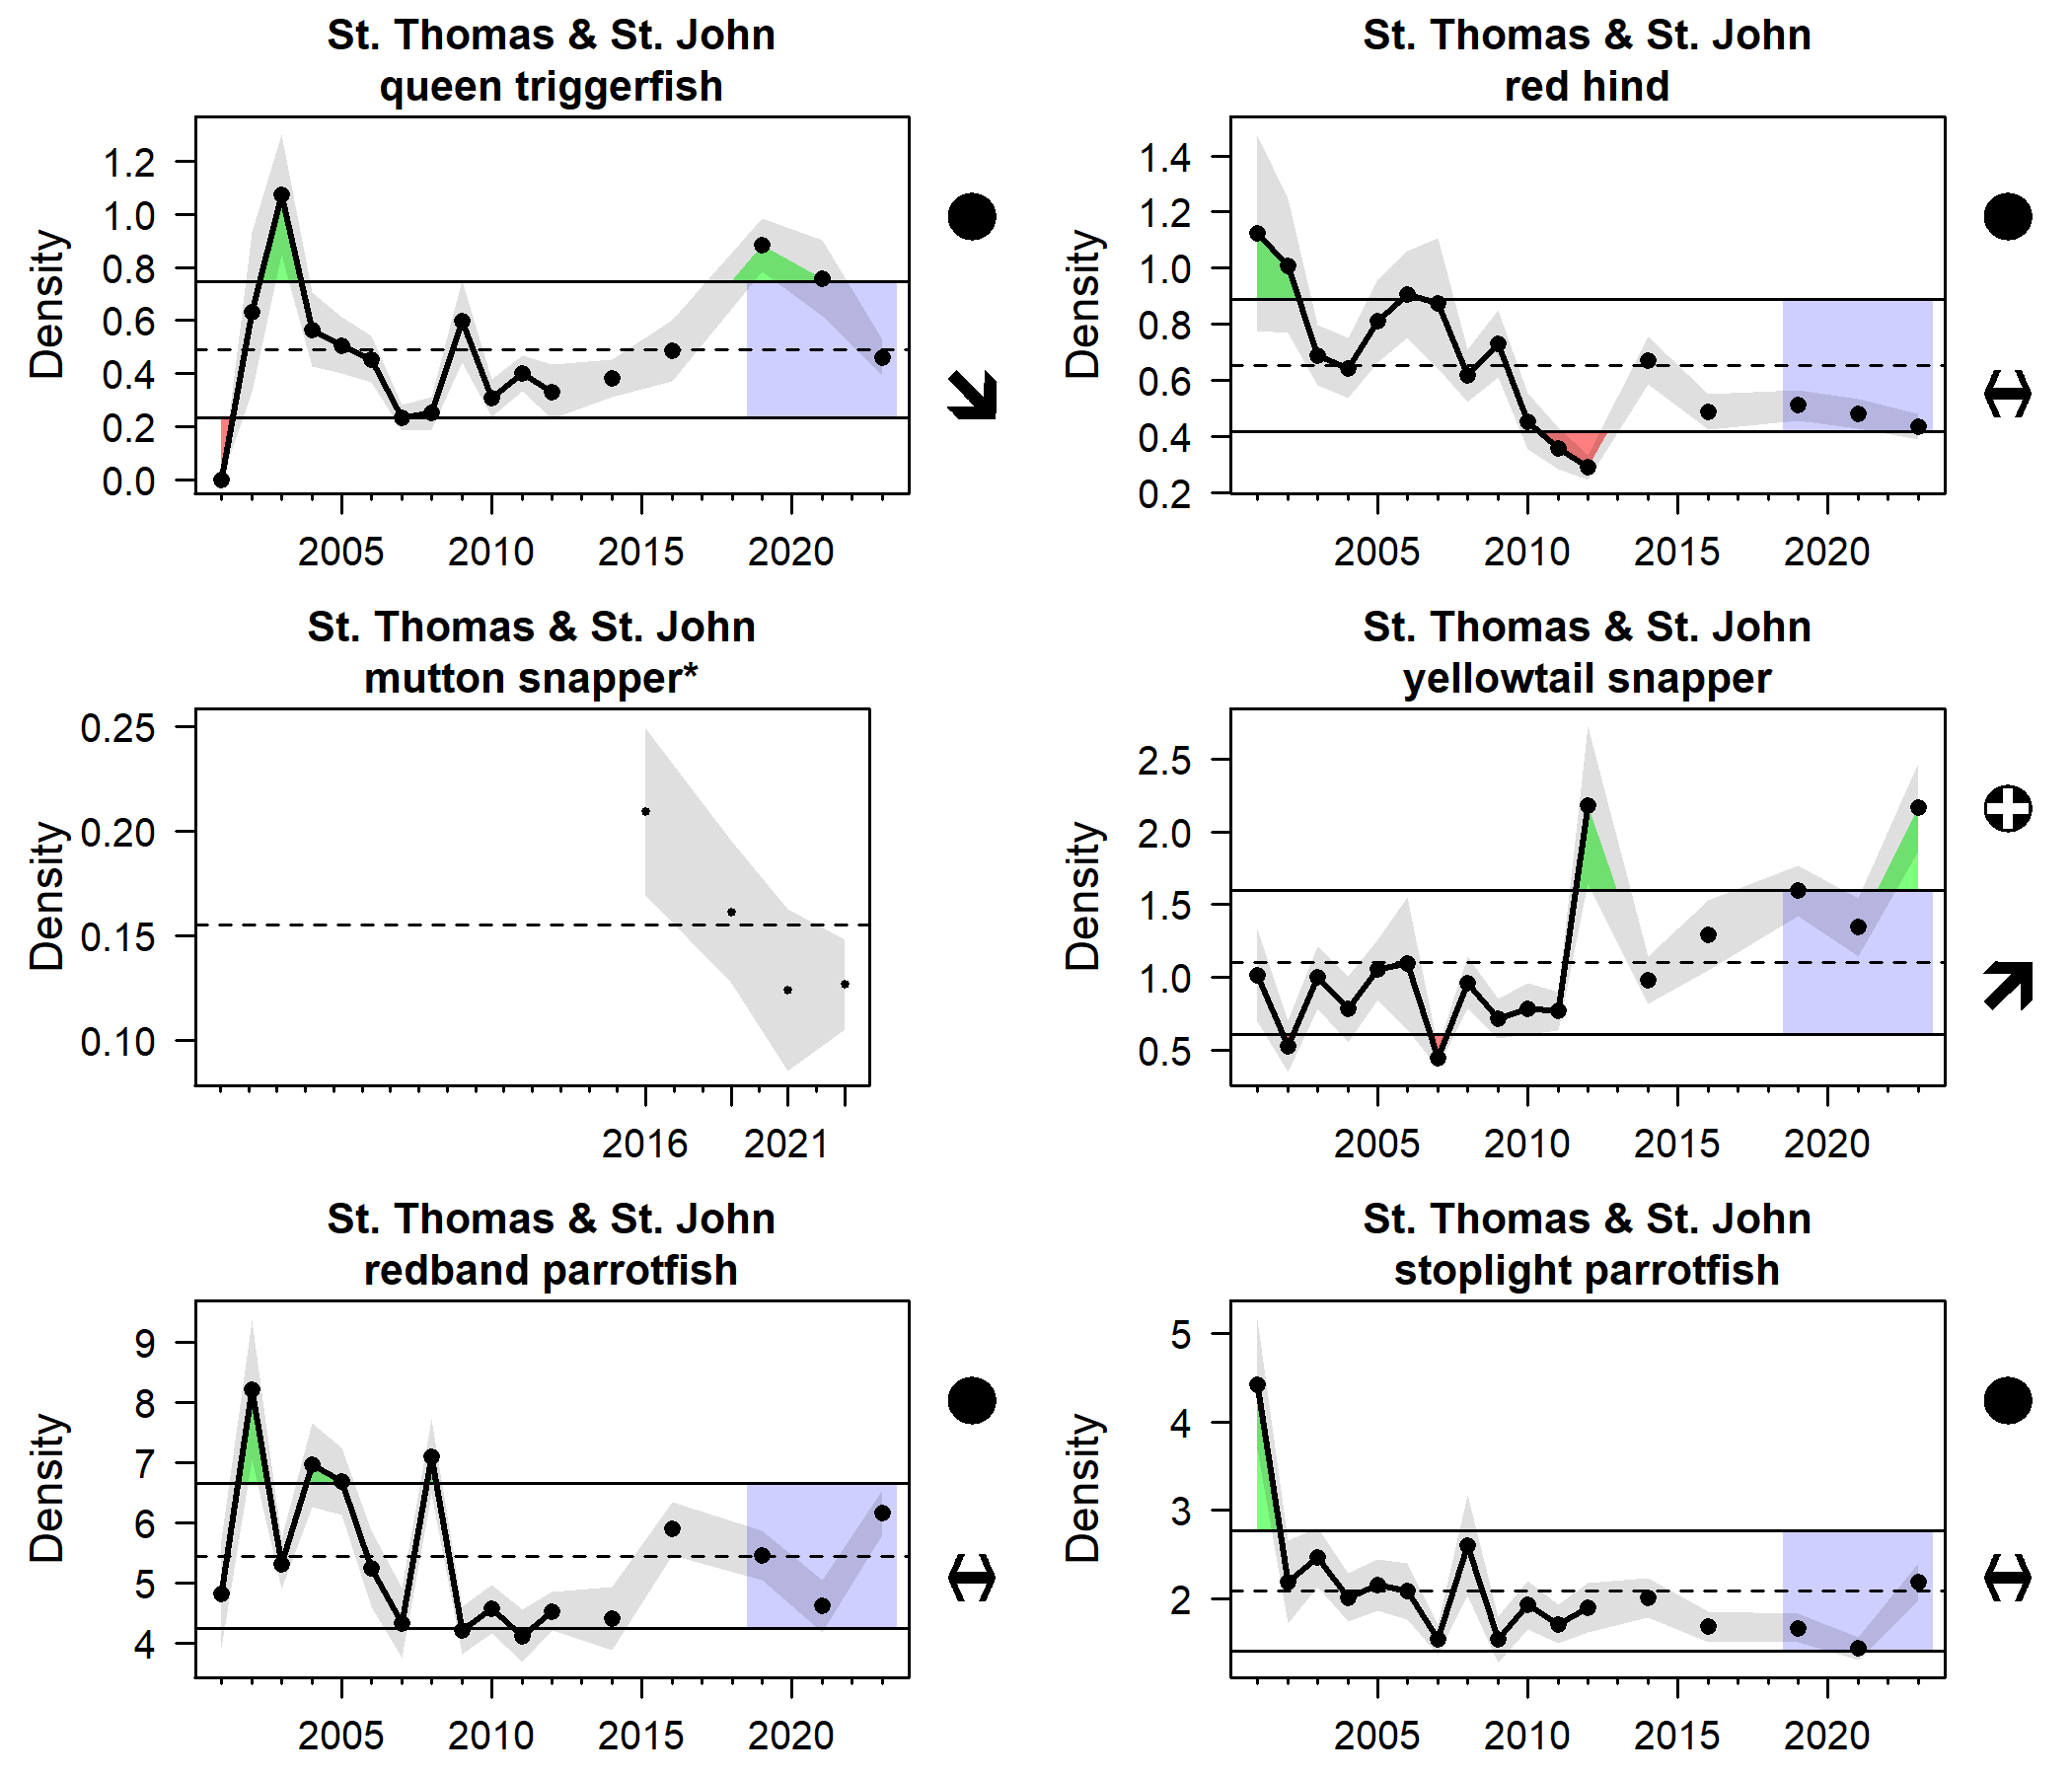 St. Thomas & St. John
queen triggerfish
Density
1.2
1.0
0.8
0.6
0.4
0.2
0.0
2005 2010 2015 2020
St. Thomas & St. John
red hind
Density
1.4
1.2
1.0
0.8
0.6
0.4
0.2
2005 2010 2015 2020
St. Thomas & St. John
mutton snapper*
Density
0.25
0.20
0.15
0.10
2016 2021
St. Thomas & St. John
yellowtail snapper
Density
2.5
2.0
1.5
1.0
0.5
2005 2010 2015 2020
St. Thomas & St. John
redband parrotfish
Density
9
8
7
6
5
4
2005 2010 2015 2020
St. Thomas & St. John
stoplight parrotfish
Density
5
4
3
2
2005 2010 2015 2020